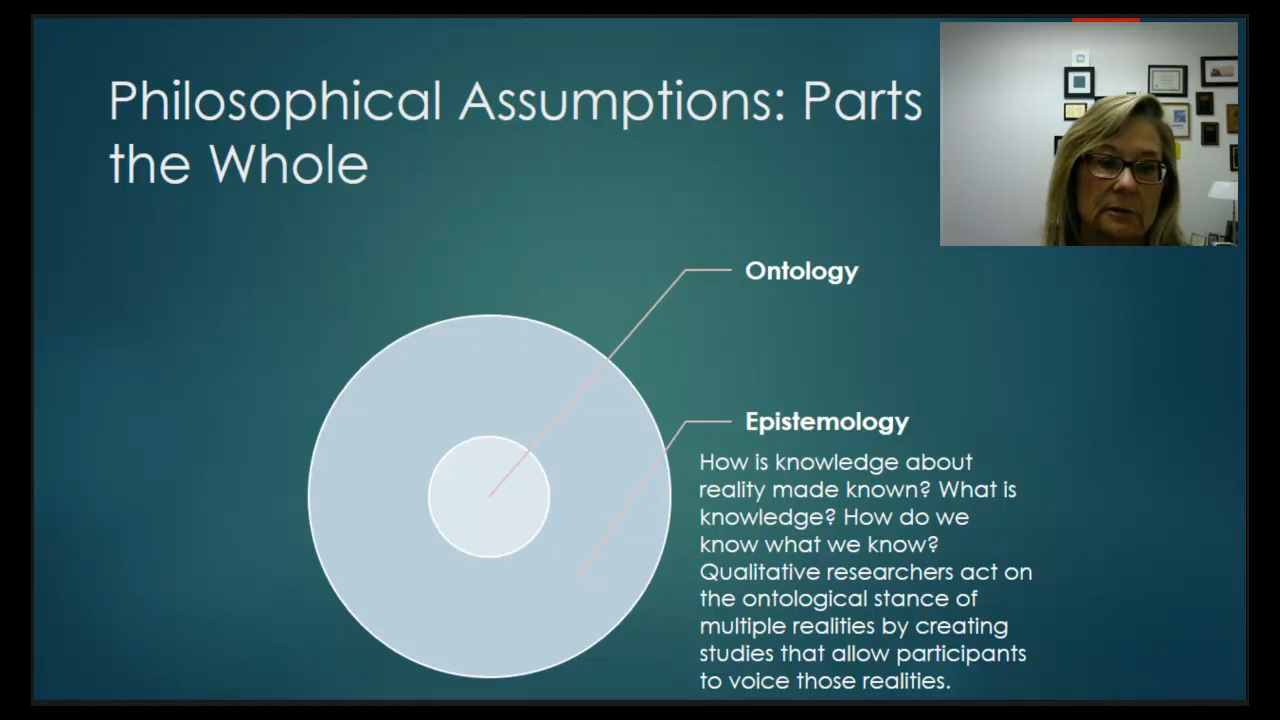 Philosophical Assumptions: Parts
the Whole
Ontology
Epistemology
How is knowledge about
reality made known? What is
knowledge? How do we
know what we know?
Qualitative researchers act on
the ontological stance of
multiple realities by creating
studies that allow participants
to voice those realities.